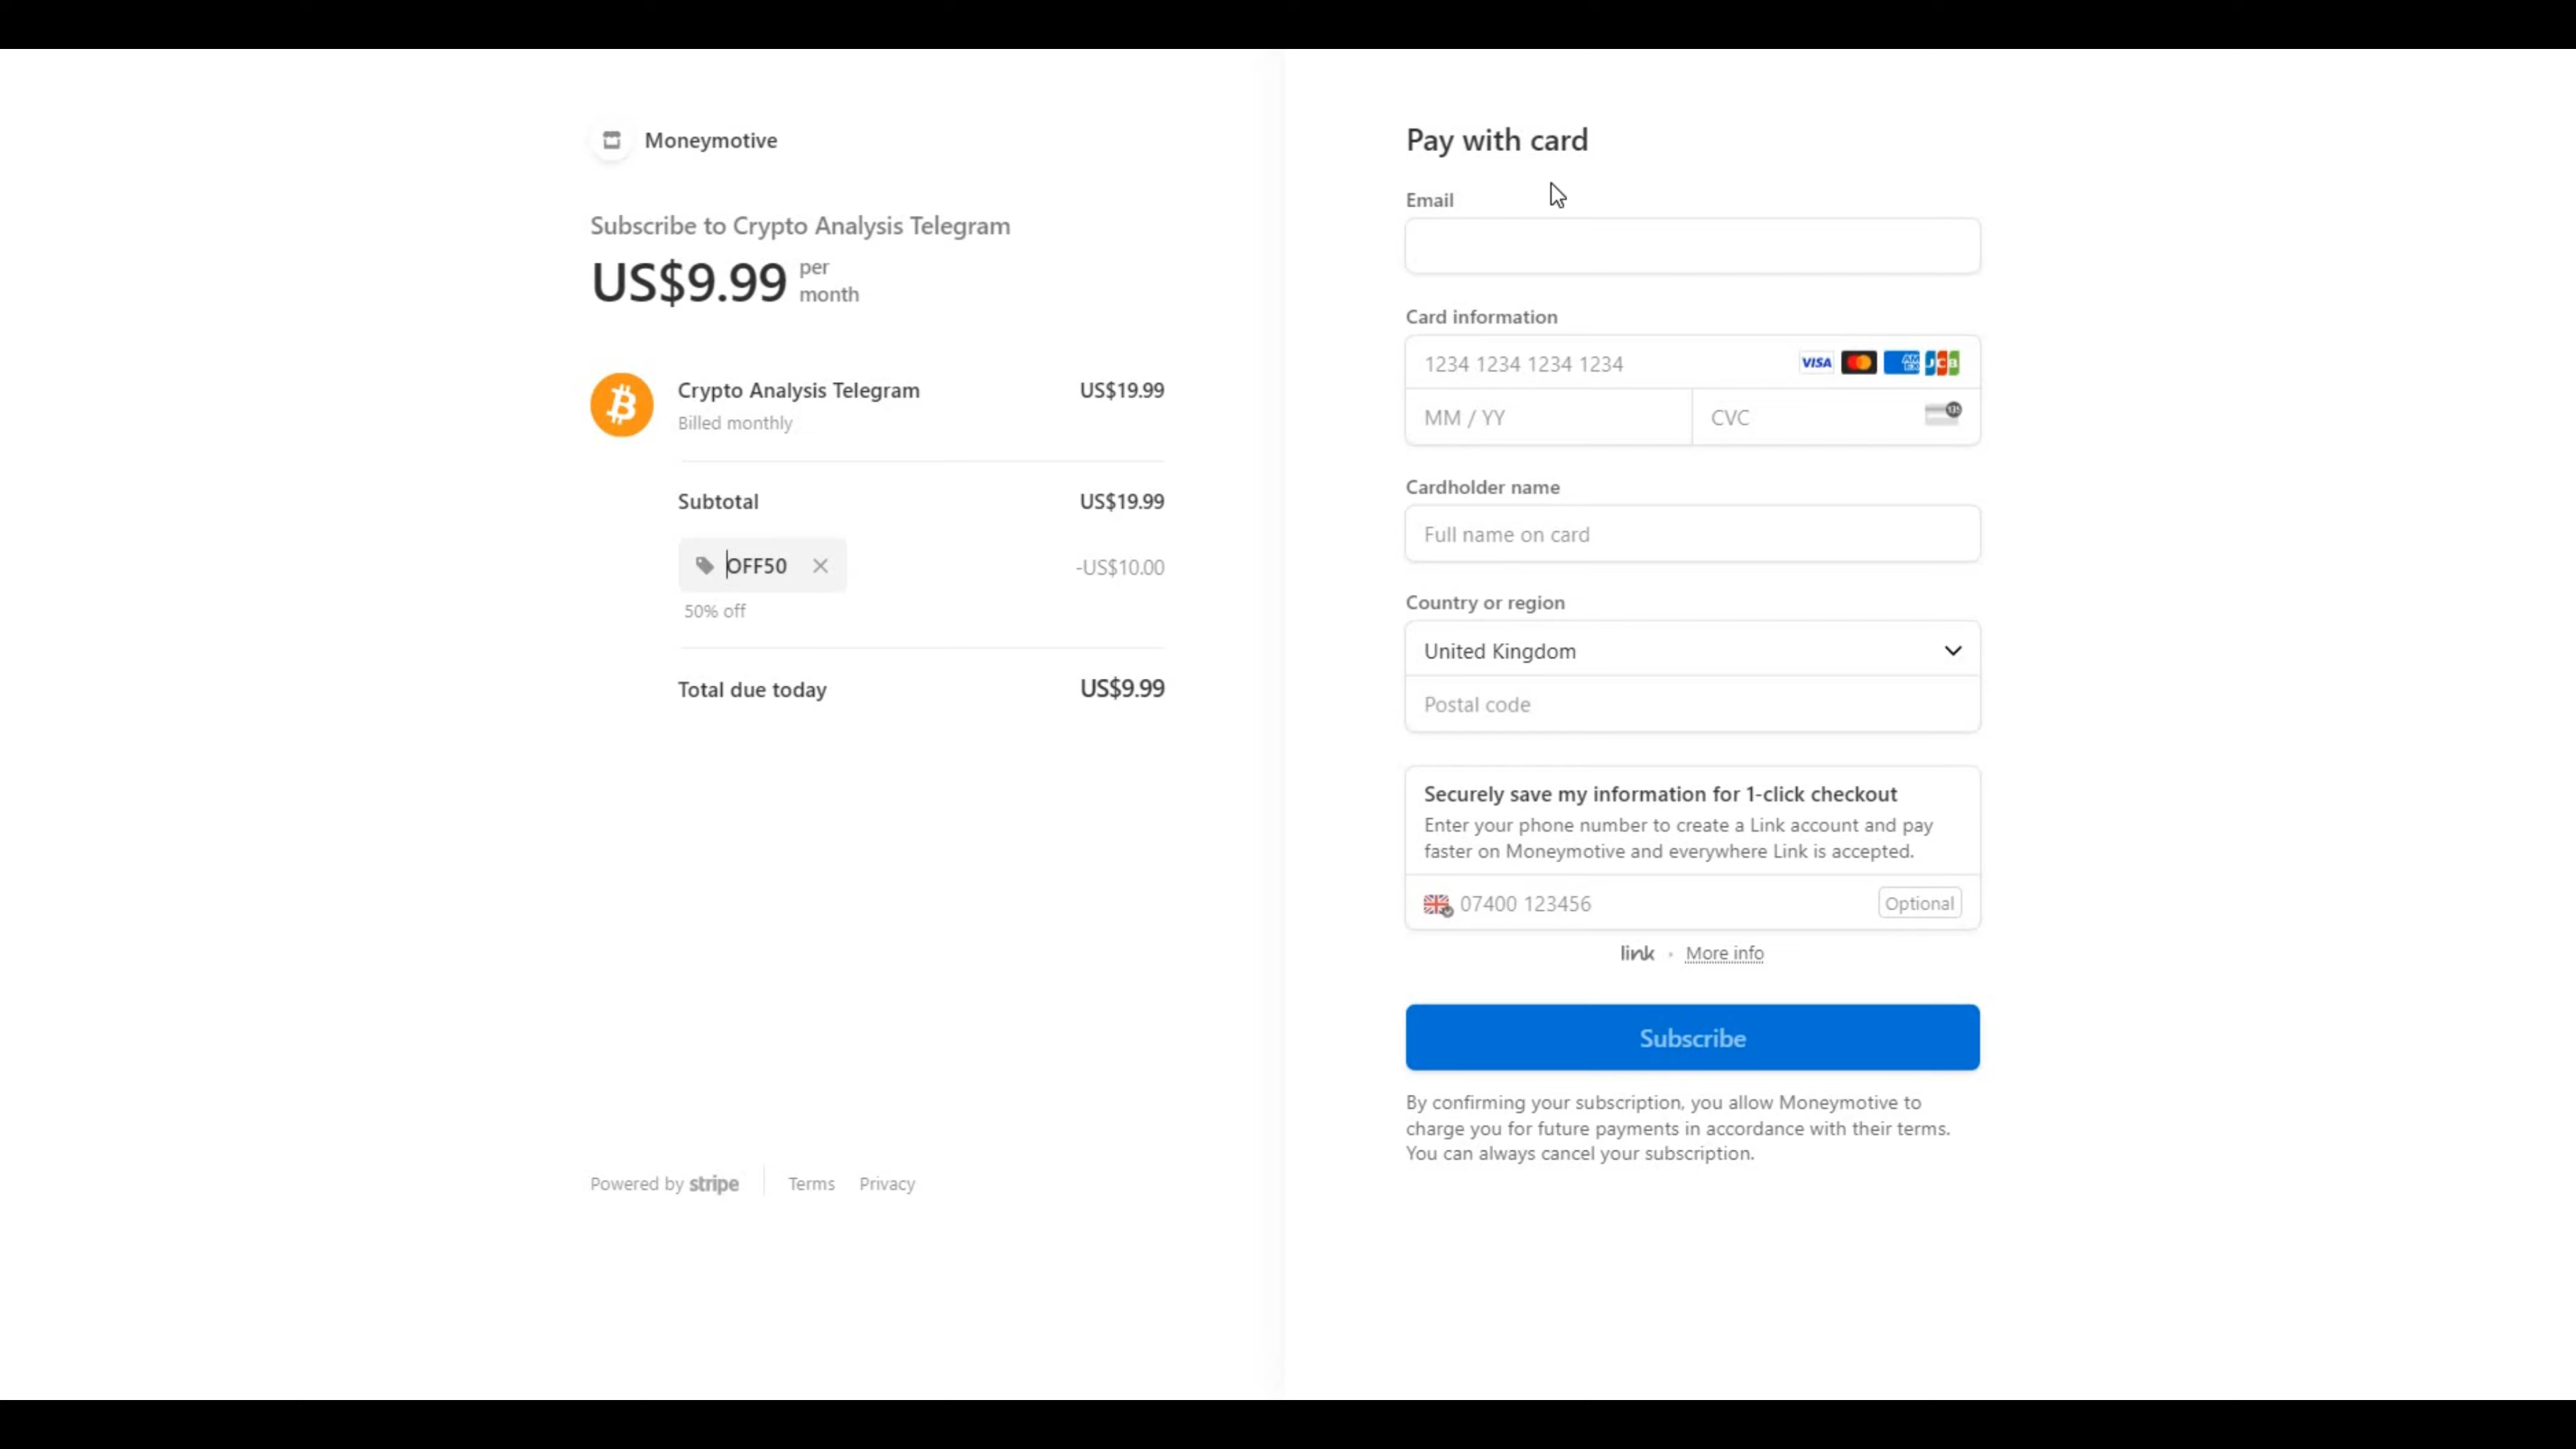 Moneymotive
Subscribe to Crypto Analysis Telegram
US$9.99 per
month
Crypto Analysis Telegram US$19.99
Billed monthly
Subtotal US$19.99
OFF50 -US$10.00
50% off
Total due today US$9.99
Powered by stripe Terms Privacy
Pay with card
Email
Card information
1234 1234 1234 1234 VISA AMEX JCB
MM / YY CVC 135
Cardholder name
Full name on card
Country or region
United Kingdom
Postal code
Securely save my information for 1-click checkout
Enter your phone number to create a Link account and pay
faster on Moneymotive and everywhere Link is accepted.
07400 123456 Optional
link • More info
Subscribe
By confirming your subscription, you allow Moneymotive to
charge you for future payments in accordance with their terms.
You can always cancel your subscription.